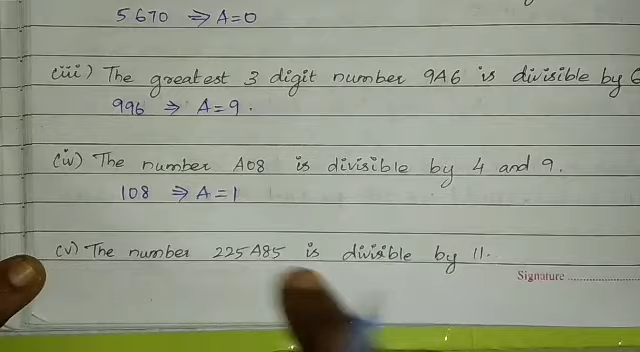 5670 ⇒ A=0
(iii) The greatest 3 digit number 9A6 is divisible by 6
996 ⇒ A=9.
(iv) The number A08 is divisible by 4 and 9.
108 ⇒ A=1
(v) The number 225A85 is divisible by 11.
Signature ....................